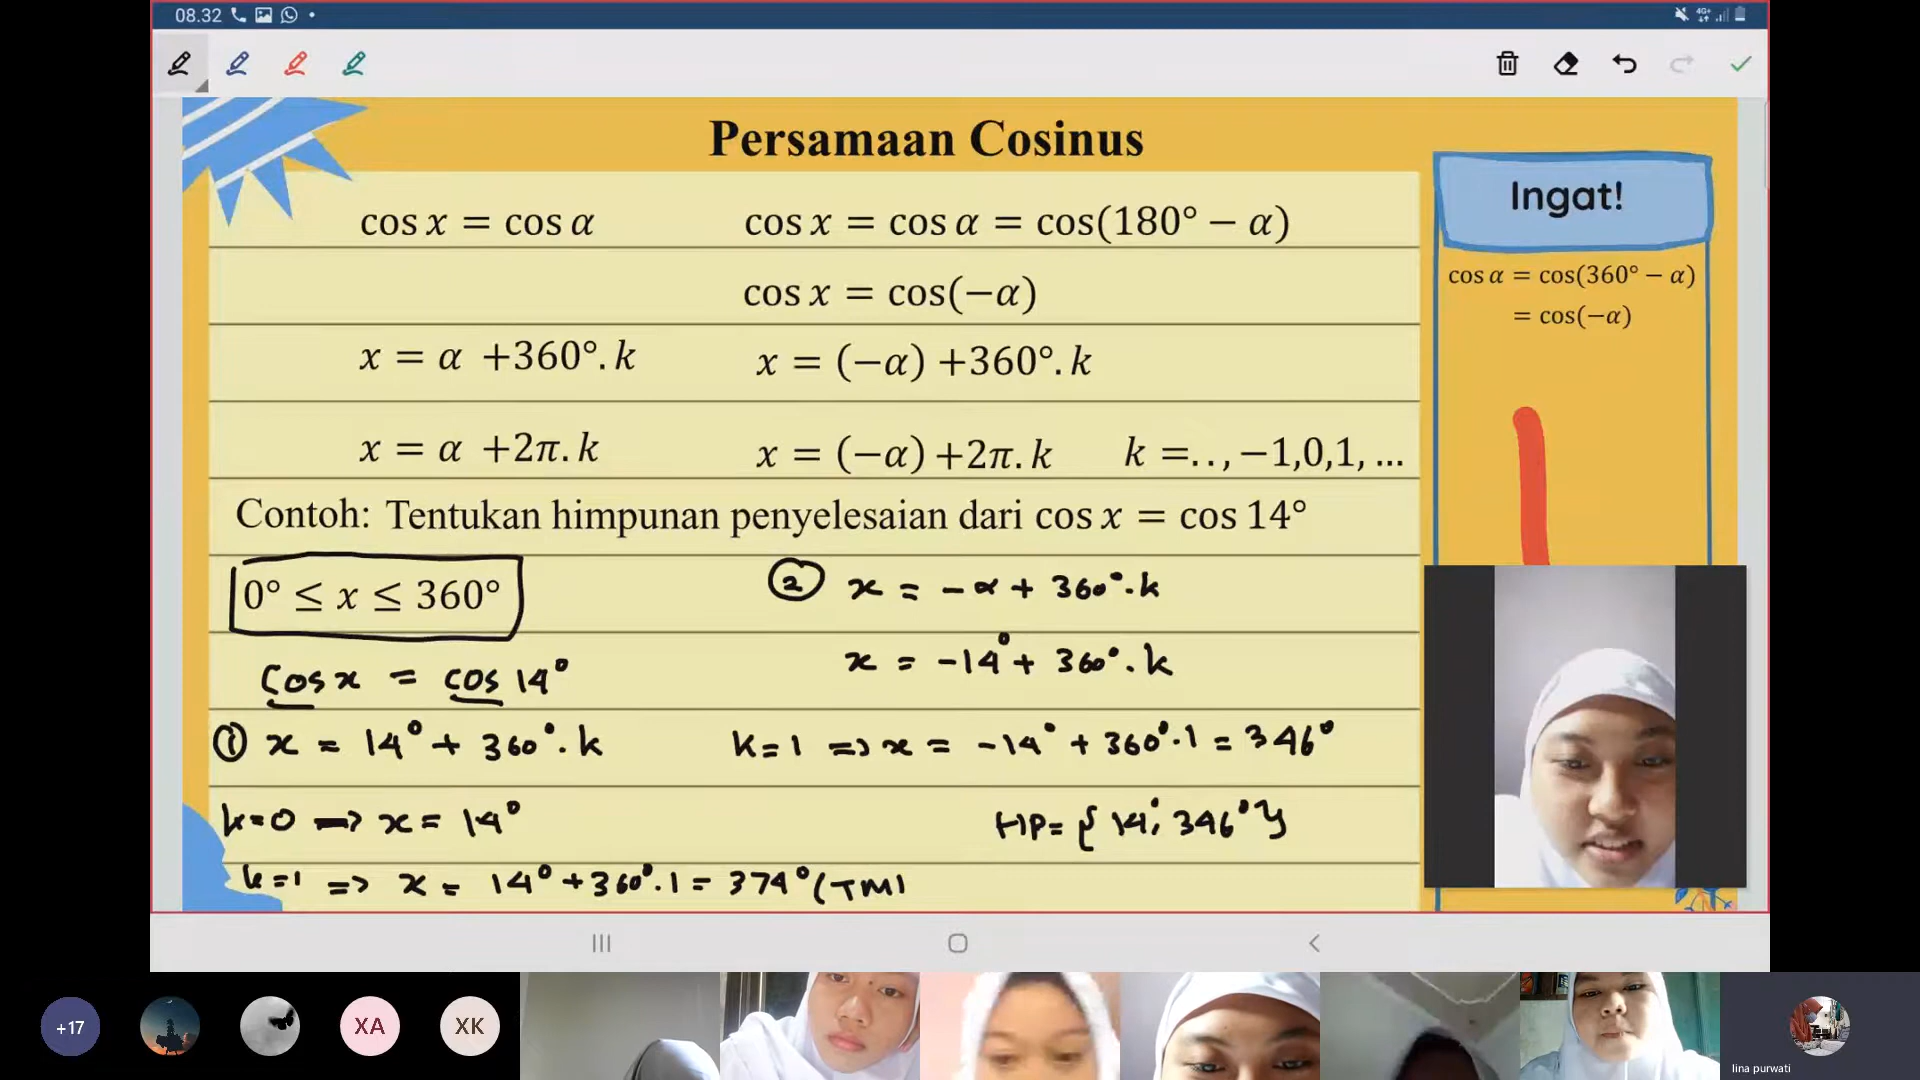 08.32
4G+
Persamaan Cosinus
cos x = cos α
cos x = cos α = cos(180° − α)
cos x = cos(−α)
x = α +360°. k
x = (−α) +360°. k
x = α +2π. k
x = (−α) +2π. k
k =. . , −1,0,1, …
Contoh: Tentukan himpunan penyelesaian dari cos x = cos 14°
0° ≤ x ≤ 360°
cos x = cos 14°
① x = 14° + 360°. k
k=0 => x = 14°
k=1 => x = 14° + 360°.1 = 374° (TM)
② x = -α + 360°. k
x = -14° + 360°. k
k=1 => x = -14° + 360°.1 = 346°
HP = { 14°, 346° }
Ingat!
cos α = cos(360° − α)
= cos(−α)
+17
XA
XK
lina purwati